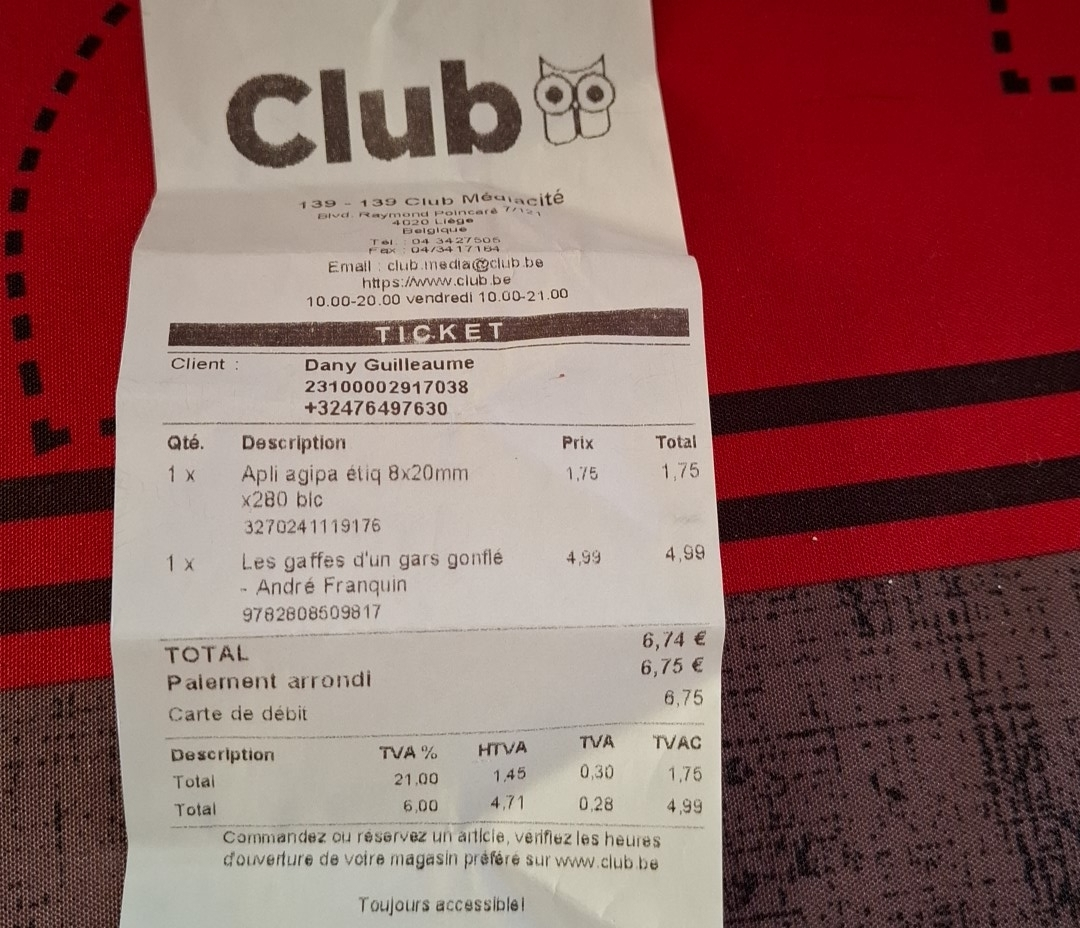 Club
139 - 139 Club Médiacité
Blvd. Raymond Poincaré 7/121
4020 Liège
Belgique
Tel. : 04 3427505
Fax : 04/3417164
Email : club.media@club.be
https://www.club.be
10.00-20.00 vendredi 10.00-21.00
TICKET
Client : Dany Guilleaume
23100002917038
+32476497630
Qté. Description Prix Total
1 x Apli agipa étiq 8x20mm 1,75 1,75
x280 blc
3270241119176
1 x Les gaffes d'un gars gonflé 4,99 4,99
- André Franquin
9782808509817
TOTAL 6,74 €
Paiement arrondi 6,75 €
Carte de débit 6,75
Description TVA % HTVA TVA TVAC
Total 21,00 1,45 0,30 1,75
Total 6,00 4,71 0,28 4,99
Commandez ou réservez un article, vérifiez les heures
d'ouverture de votre magasin préféré sur www.club.be
Toujours accessible!